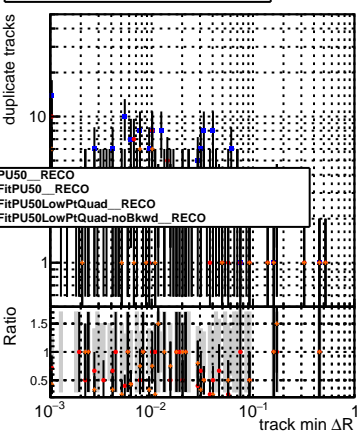 duplicate tracks
10
PU50__RECO
FitPU50__RECO
FitPU50LowPtQuad__RECO
FitPU50LowPtQuad-noBkwd__RECO
1
Ratio
1.5
1
0.5
10⁻³ 10⁻² 10⁻¹ 1
track min ΔR